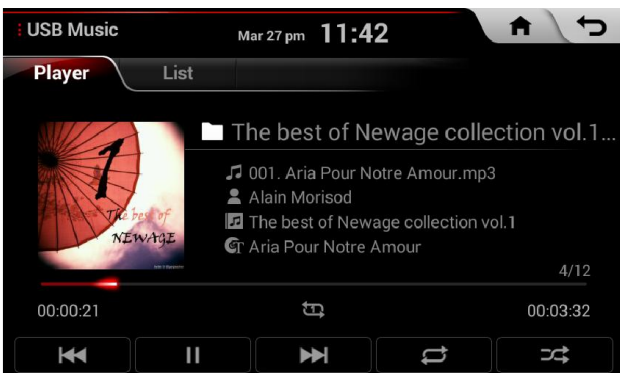 USB Music
Mar 27 pm 11:42
Player
List
The best of Newage collection vol.1...
001. Aria Pour Notre Amour.mp3
Alain Morisod
The best of Newage collection vol.1
Aria Pour Notre Amour
1
The best of
NEWAGE
4/12
00:00:21
1
00:03:32